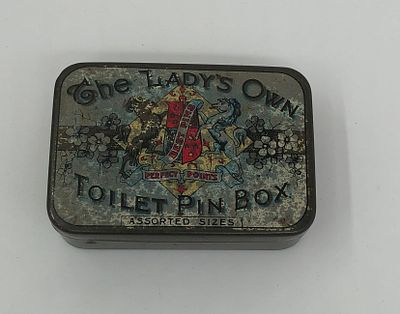 The LADY'S OWN
PERFECT POINTS
TOILET PIN BOX
ASSORTED SIZES